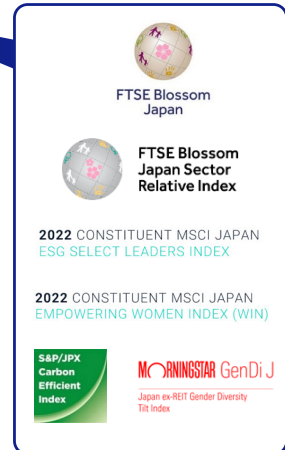 FTSE Blossom
Japan
FTSE Blossom
Japan Sector
Relative Index
2022 CONSTITUENT MSCI JAPAN
ESG SELECT LEADERS INDEX
2022 CONSTITUENT MSCI JAPAN
EMPOWERING WOMEN INDEX (WIN)
S&P/JPX
Carbon
Efficient
Index
MORNINGSTAR GenDi J
Japan ex-REIT Gender Diversity
Tilt Index